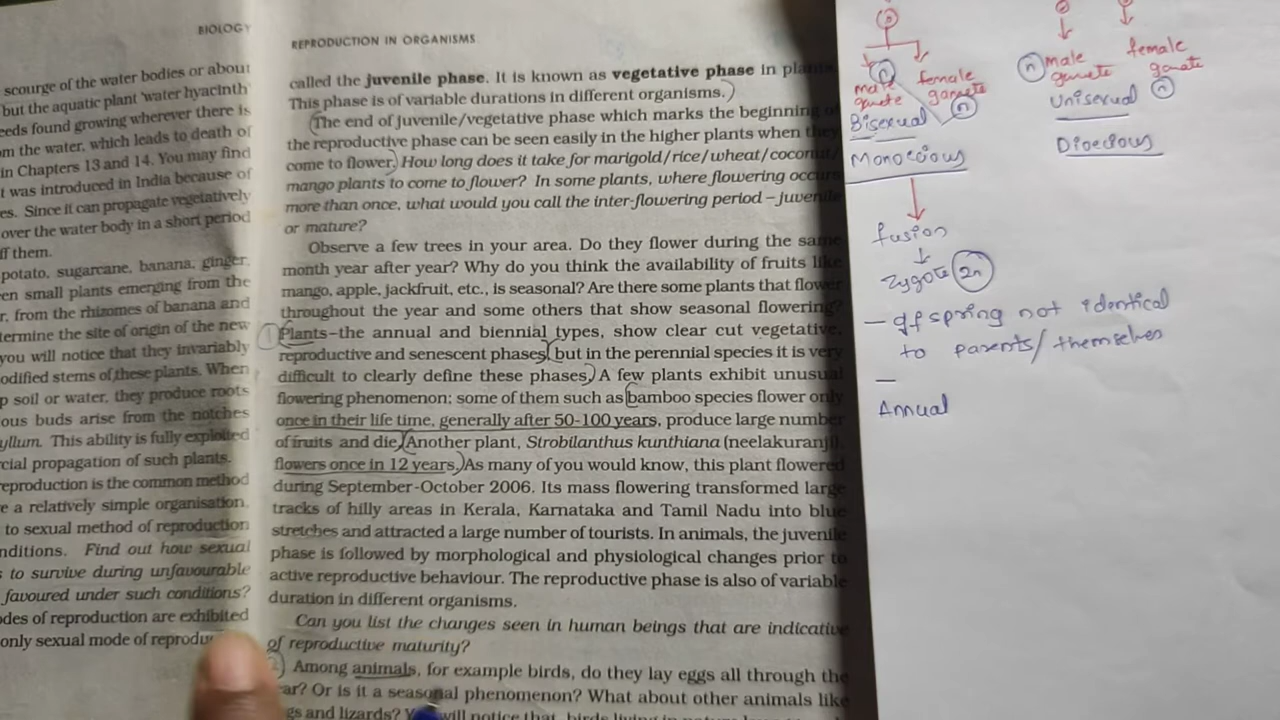 BIOLOGY
scourge of the water bodies or about
but the aquatic plant 'water hyacinth'
eeds found growing wherever there is
om the water, which leads to death of
in Chapters 13 and 14. You may find
t was introduced in India because of
es. Since it can propagate vegetatively
over the water body in a short period
ff them.
potato, sugarcane, banana, ginger,
en small plants emerging from the
r, from the rhizomes of banana and
termine the site of origin of the new
you will notice that they invariably
odified stems of these plants. When
p soil or water, they produce roots
ous buds arise from the notches
yllum. This ability is fully exploited
cial propagation of such plants.
reproduction is the common method
e a relatively simple organisation,
to sexual method of reproduction
nditions. Find out how sexual
s to survive during unfavourable
favoured under such conditions?
odes of reproduction are exhibited
only sexual mode of reprodu
REPRODUCTION IN ORGANISMS
called the juvenile phase. It is known as vegetative phase in plants.
This phase is of variable durations in different organisms.
The end of juvenile/vegetative phase which marks the beginning of
the reproductive phase can be seen easily in the higher plants when they
come to flower. How long does it take for marigold/rice/wheat/coconut/
mango plants to come to flower? In some plants, where flowering occurs
more than once, what would you call the inter-flowering period – juvenile
or mature?
Observe a few trees in your area. Do they flower during the same
month year after year? Why do you think the availability of fruits like
mango, apple, jackfruit, etc., is seasonal? Are there some plants that flower
throughout the year and some others that show seasonal flowering?
1 Plants–the annual and biennial types, show clear cut vegetative,
reproductive and senescent phases, but in the perennial species it is very
difficult to clearly define these phases. A few plants exhibit unusual
flowering phenomenon; some of them such as bamboo species flower only
once in their life time, generally after 50-100 years, produce large number
of fruits and die. Another plant, Strobilanthus kunthiana (neelakuranji),
flowers once in 12 years. As many of you would know, this plant flowered
during September-October 2006. Its mass flowering transformed large
tracks of hilly areas in Kerala, Karnataka and Tamil Nadu into blue
stretches and attracted a large number of tourists. In animals, the juvenile
phase is followed by morphological and physiological changes prior to
active reproductive behaviour. The reproductive phase is also of variable
duration in different organisms.
Can you list the changes seen in human beings that are indicative
of reproductive maturity?
2 Among animals, for example birds, do they lay eggs all through the
ear? Or is it a seasonal phenomenon? What about other animals like
gs and lizards? will notice that, birds living in nature
n male gamete female gamete n
Bisexual
Monoecious
fusion
Zygote 2n
– offspring not identical
to parents/themselves
–
Annual
n male gamete female gamete
Unisexual n
Dioecious